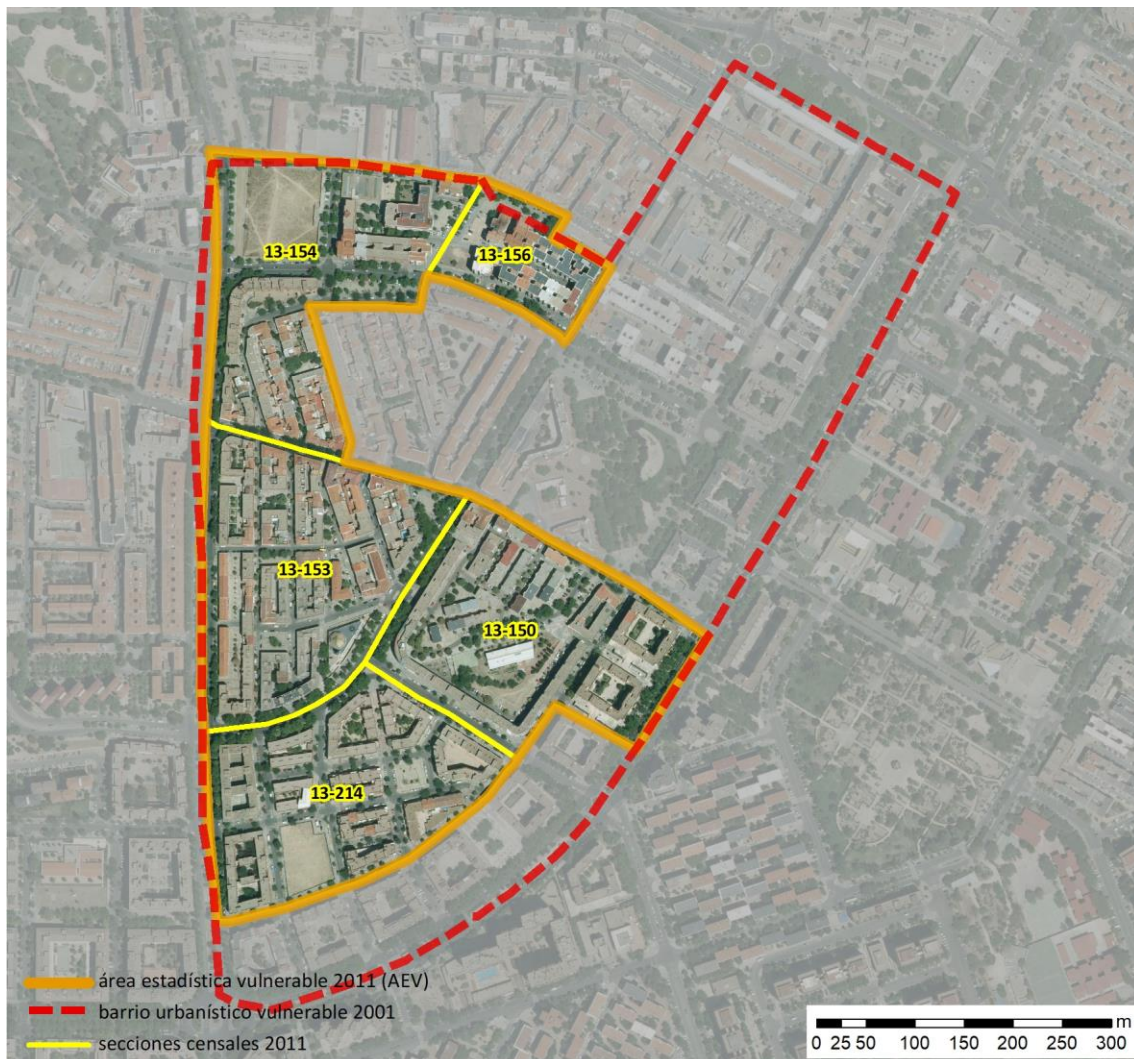 13-154
13-156
13-153
13-150
13-214
área estadística vulnerable 2011 (AEV)
barrio urbanístico vulnerable 2001
secciones censales 2011
m
0 25 50 100 150 200 250 300